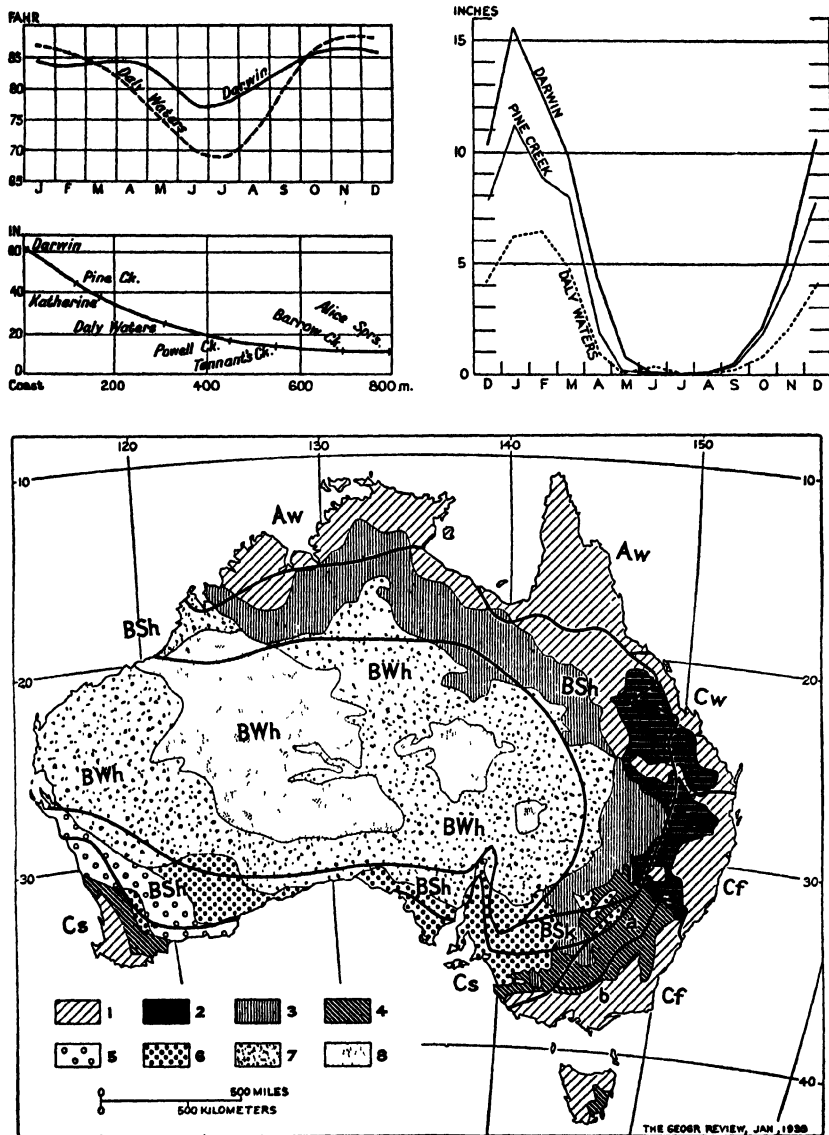 FAHR
85
80
75
70
65
J F M A M J J A S O N D
Daly Waters
Darwin
IN.
60
40
20
0
Darwin
Pine Ck.
Katherine
Daly Waters
Powell Ck.
Tennant's Ck.
Barrow Ck.
Alice Sprs.
Coast 200 400 600 800 m.
INCHES
15
10
5
0
DARWIN
PINE CREEK
DALY WATERS
D J F M A M J J A S O N D
120 130 140 150
10 10
20 20
30 30
40
Aw
Aw
BSh
BWh
BSh
Cw
BWh
BWh
BWh
BSh
BSh
BSk
Cs
Cs
Cf
a
b
Cf
1 2 3 4
5 6 7 8
0 500 MILES
0 500 KILOMETERS
THE GEOGR REVIEW, JAN, 1938